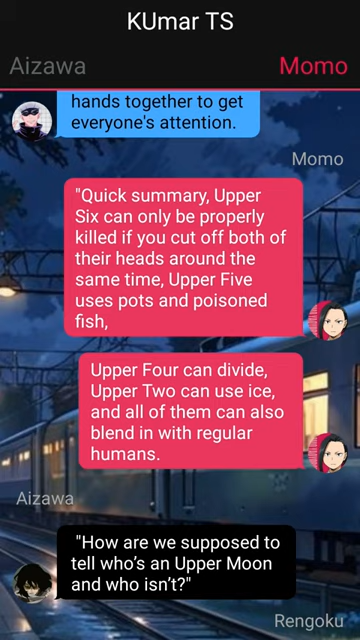 KUmar TS
Aizawa
Momo
hands together to get
everyone's attention.
Momo
"Quick summary, Upper
Six can only be properly
killed if you cut off both of
their heads around the
same time, Upper Five
uses pots and poisoned
fish,
Upper Four can divide,
Upper Two can use ice,
and all of them can also
blend in with regular
humans.
Aizawa
"How are we supposed to
tell who’s an Upper Moon
and who isn’t?"
Rengoku